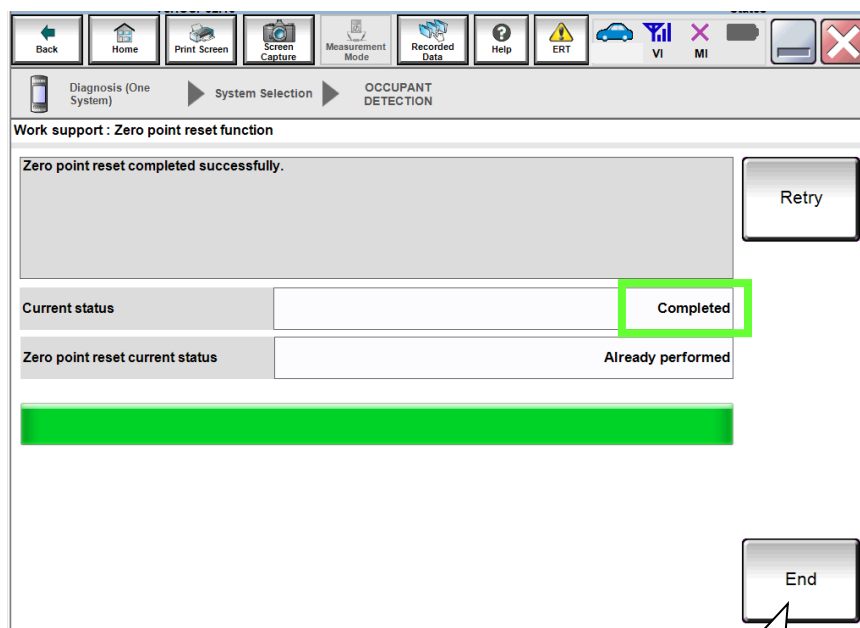 Back
Home
Print Screen
Screen
Capture
Measurement
Mode
Recorded
Data
Help
ERT
VI
MI
Diagnosis (One
System)
System Selection
OCCUPANT
DETECTION
Work support : Zero point reset function
Zero point reset completed successfully.
Retry
Current status
Completed
Zero point reset current status
Already performed
End